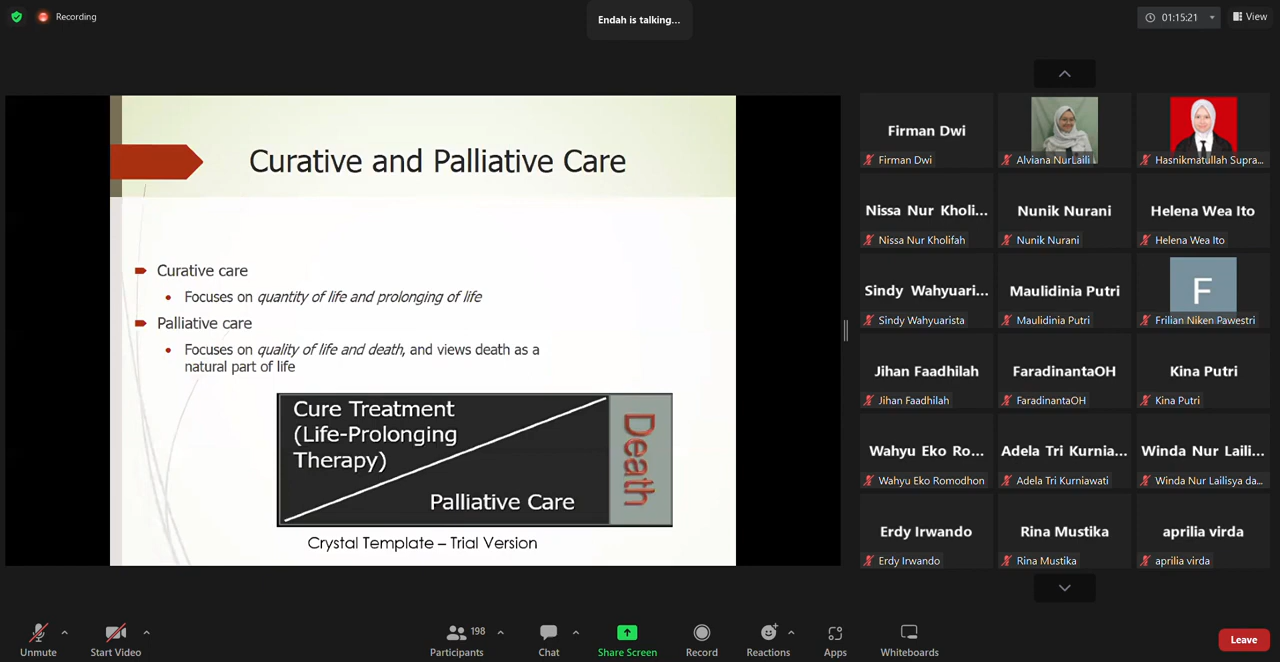 Recording
Endah is talking...
01:15:21
View
Curative and Palliative Care
Curative care
Focuses on quantity of life and prolonging of life
Palliative care
Focuses on quality of life and death, and views death as a
natural part of life
Cure Treatment
(Life-Prolonging
Therapy)
Palliative Care
Death
Crystal Template – Trial Version
Firman Dwi
Firman Dwi
Alviana NurLaili
Hasnikmatullah Supra...
Nissa Nur Kholi...
Nissa Nur Kholifah
Nunik Nurani
Nunik Nurani
Helena Wea Ito
Helena Wea Ito
Sindy Wahyuari...
Sindy Wahyuarista
Maulidinia Putri
Maulidinia Putri
F
Frilian Niken Pawestri
Jihan Faadhilah
Jihan Faadhilah
FaradinantaOH
FaradinantaOH
Kina Putri
Kina Putri
Wahyu Eko Ro...
Wahyu Eko Romodhon
Adela Tri Kurnia...
Adela Tri Kurniawati
Winda Nur Laili...
Winda Nur Lailisya da...
Erdy Irwando
Erdy Irwando
Rina Mustika
Rina Mustika
aprilia virda
aprilia virda
Unmute
Start Video
198
Participants
Chat
Share Screen
Record
Reactions
Apps
Whiteboards
Leave